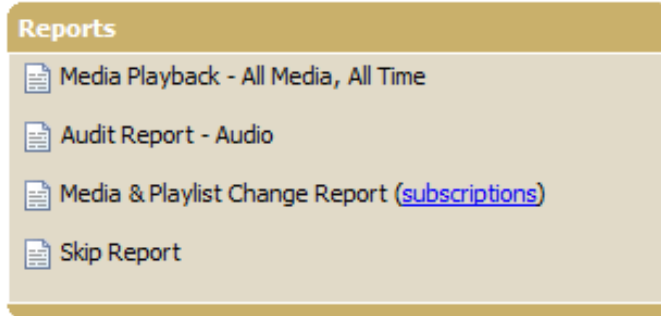 Reports
Media Playback - All Media, All Time
Audit Report - Audio
Media & Playlist Change Report (subscriptions)
Skip Report